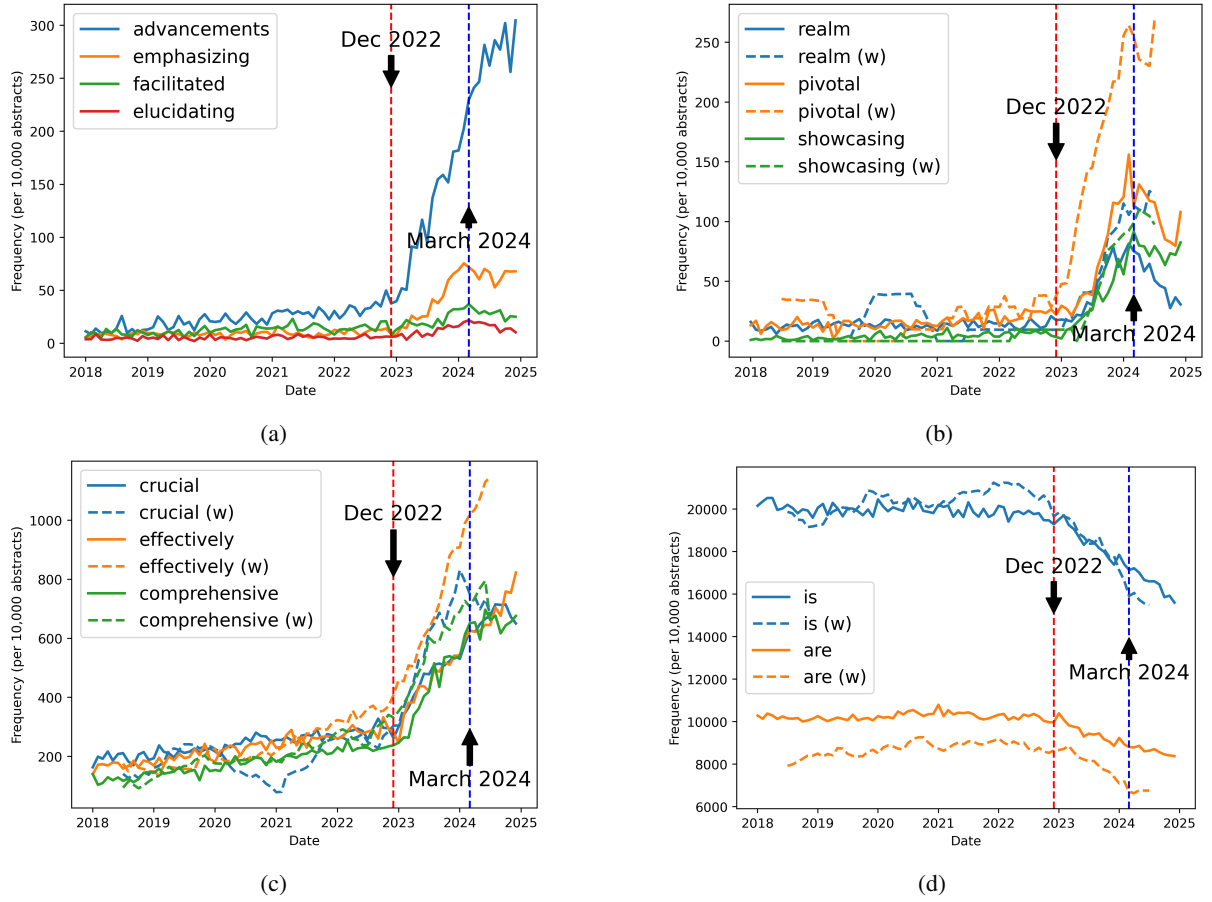 advancements
emphasizing
facilitated
elucidating
Dec 2022
March 2024
Frequency (per 10,000 abstracts)
300
250
200
150
100
50
0
2018 2019 2020 2021 2022 2023 2024 2025
Date
(a)
realm
realm (w)
pivotal
pivotal (w)
showcasing
showcasing (w)
Dec 2022
March 2024
Frequency (per 10,000 abstracts)
250
200
150
100
50
0
2018 2019 2020 2021 2022 2023 2024 2025
Date
(b)
crucial
crucial (w)
effectively
effectively (w)
comprehensive
comprehensive (w)
Dec 2022
March 2024
Frequency (per 10,000 abstracts)
1000
800
600
400
200
2018 2019 2020 2021 2022 2023 2024 2025
Date
(c)
is
is (w)
are
are (w)
Dec 2022
March 2024
Frequency (per 10,000 abstracts)
20000
18000
16000
14000
12000
10000
8000
6000
2018 2019 2020 2021 2022 2023 2024 2025
Date
(d)